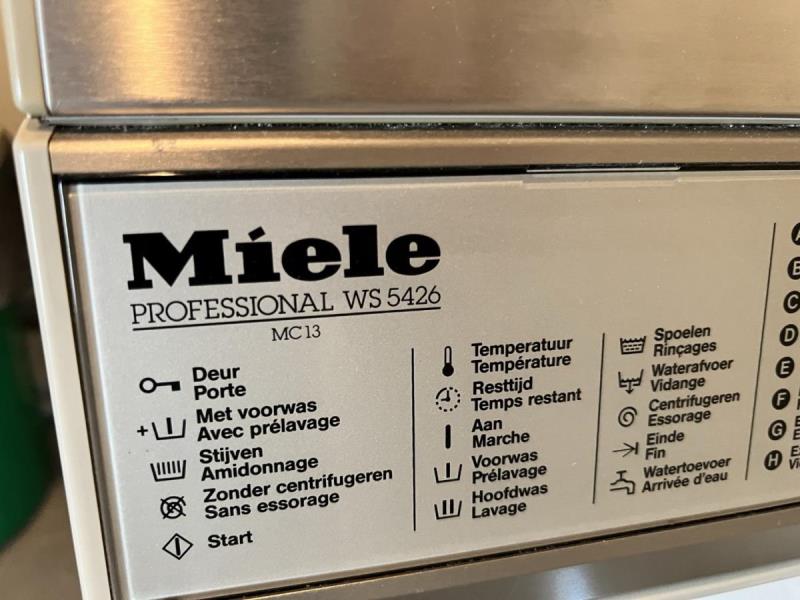 Miele
PROFESSIONAL WS 5426
MC 13
Deur
Porte
+ Met voorwas
Avec prélavage
Stijven
Amidonnage
Zonder centrifugeren
Sans essorage
Start
Temperatuur
Température
Resttijd
Temps restant
Aan
Marche
Voorwas
Prélavage
Hoofdwas
Lavage
Spoelen
Rinçages
Waterafvoer
Vidange
Centrifugeren
Essorage
Einde
Fin
Watertoevoer
Arrivée d'eau
A
B
C
D
E
F
G
H